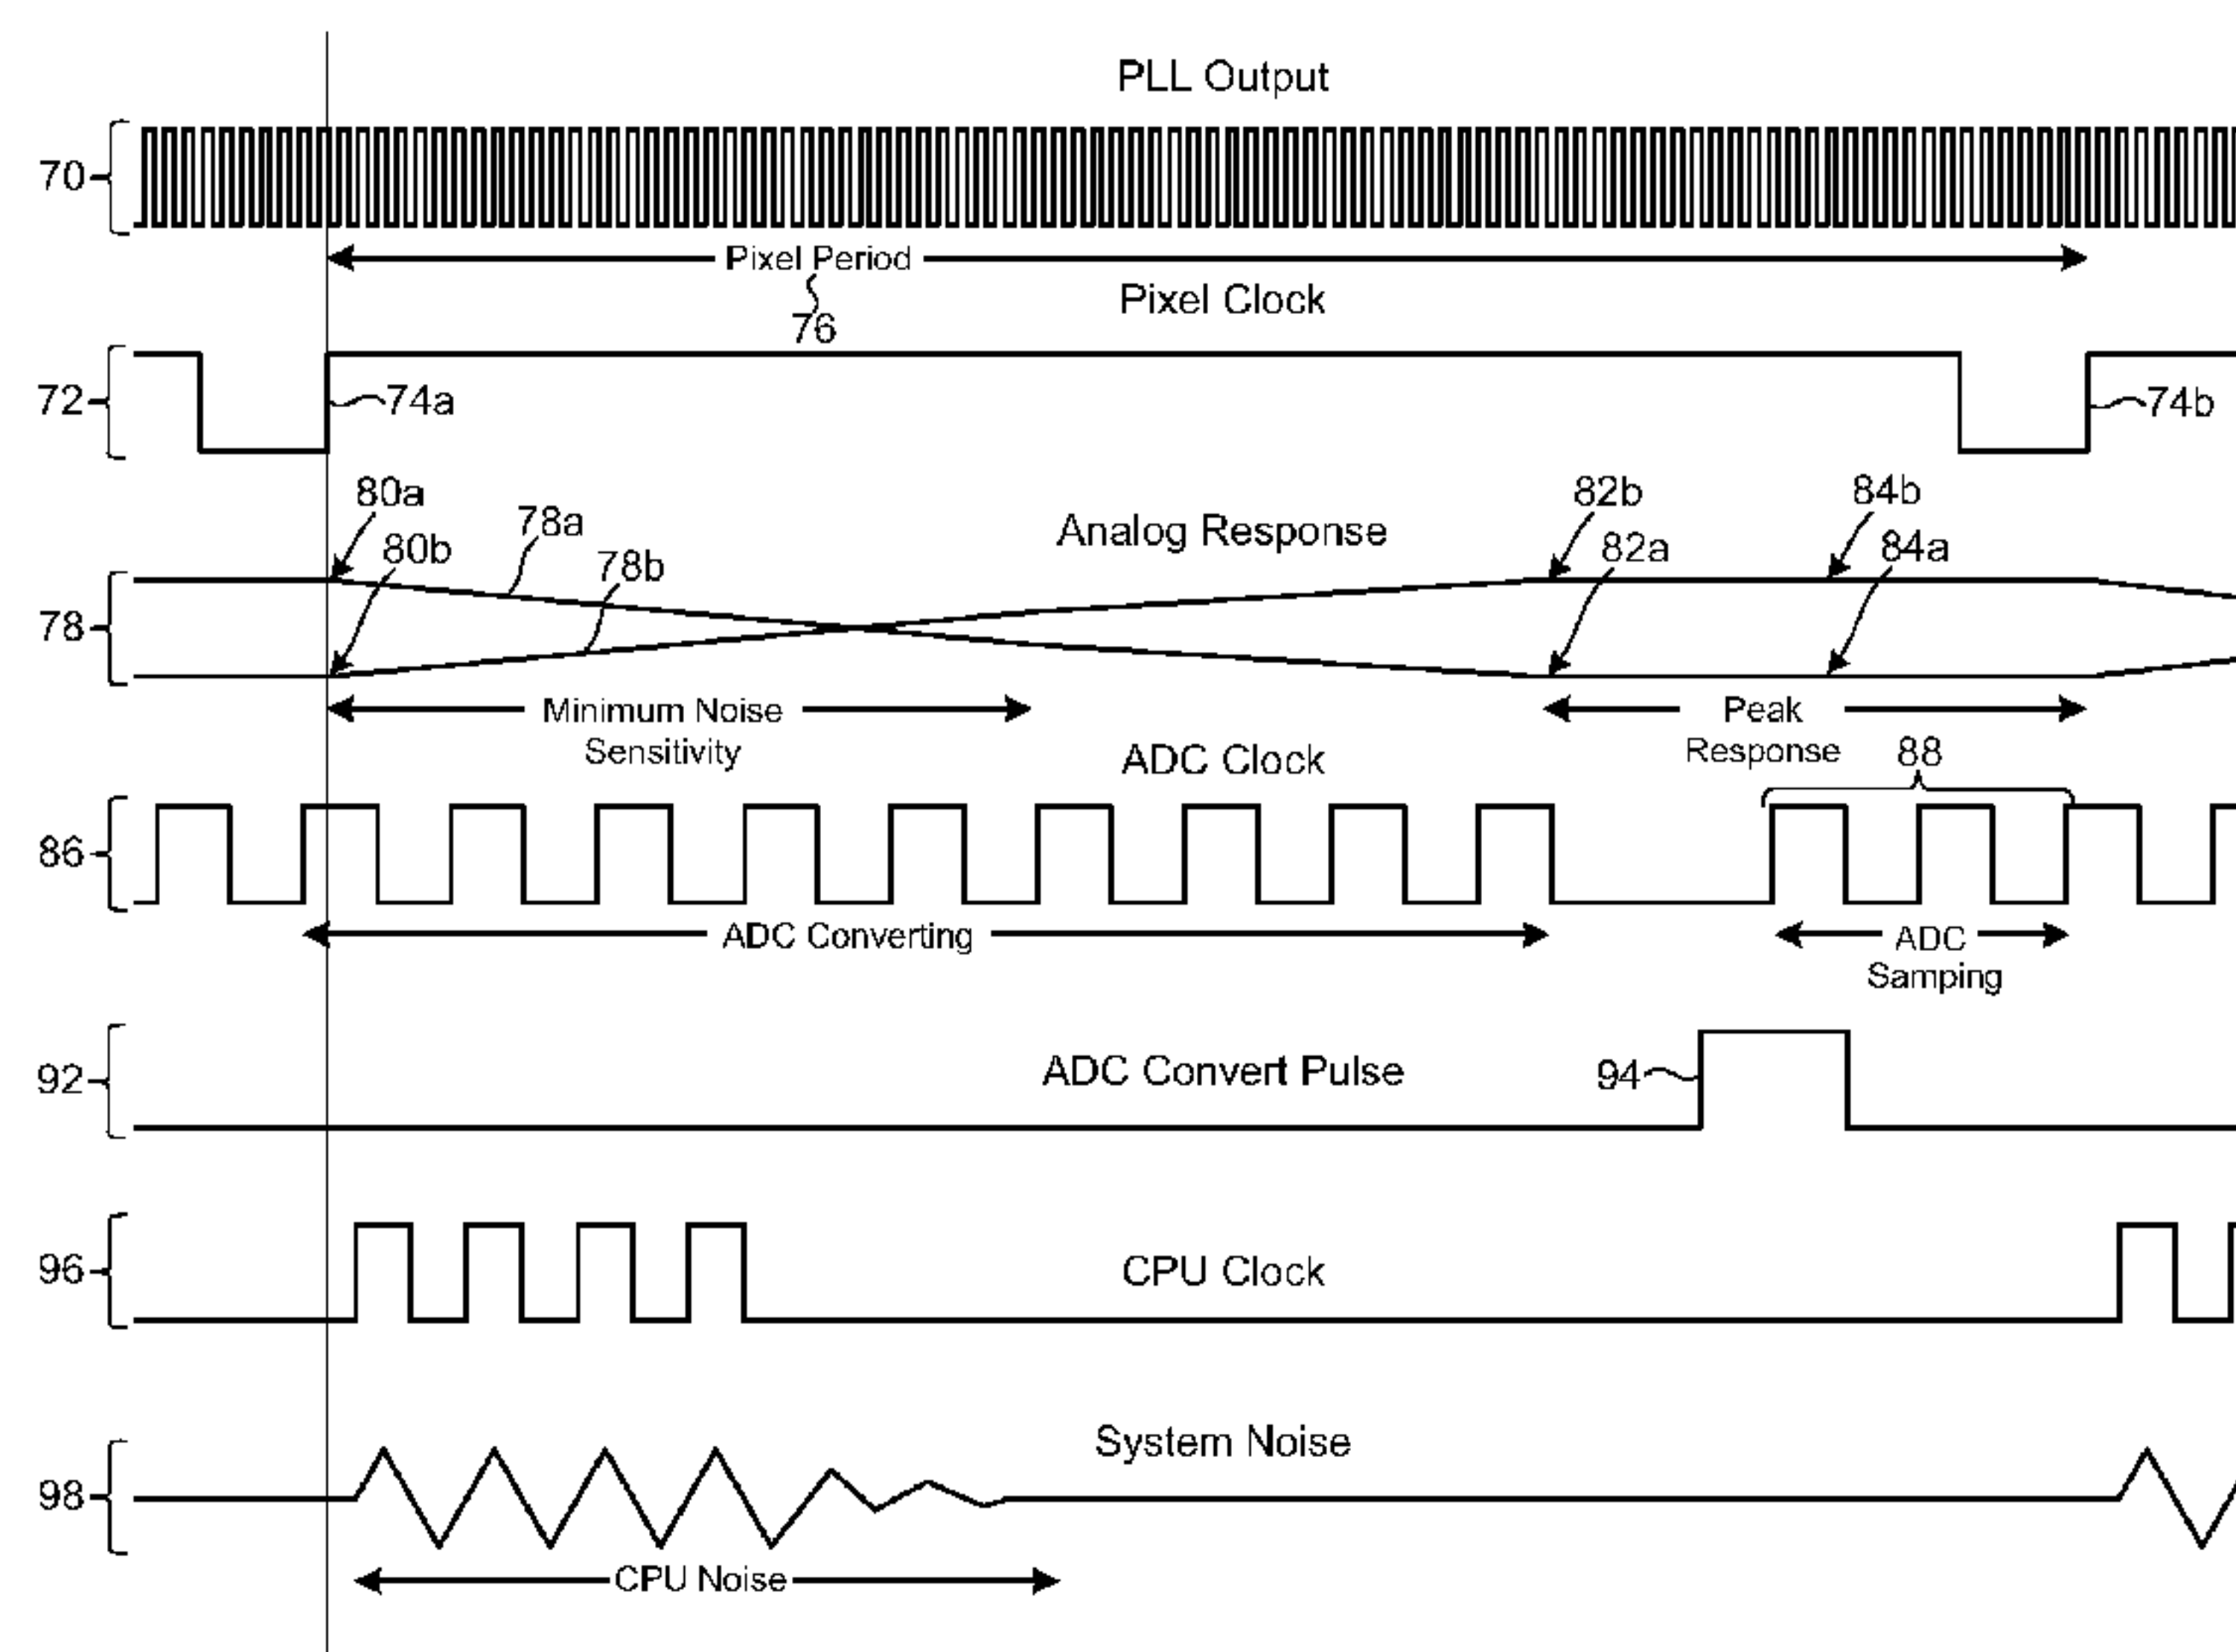 PLL Output
70
Pixel Period
76
Pixel Clock
72
74a
74b
80a
78a
80b
78b
Analog Response
82b
82a
84b
84a
78
Minimum Noise
Sensitivity
Peak
Response
ADC Clock
88
86
ADC Converting
ADC
Samping
92
ADC Convert Pulse
94
96
CPU Clock
System Noise
98
CPU Noise